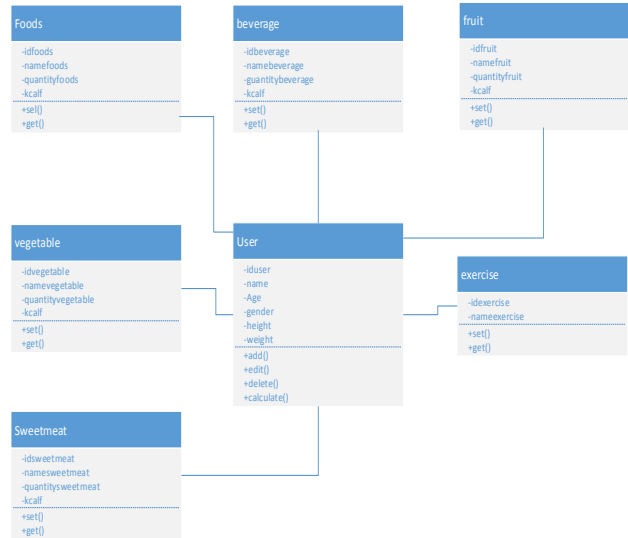 Foods
-idfoods
-namefoods
-quantityfoods
-kcalf
+sel()
+get()
beverage
-idbeverage
-namebeverage
-guantitybeverage
-kcalf
+set()
+get()
fruit
-idfruit
-namefruit
-quantityfruit
-kcalf
+set()
+get()
vegetable
-idvegetable
-namevegetable
-quantityvegetable
-kcalf
+set()
+get()
User
-iduser
-name
-Age
-gender
-height
-weight
+add()
+edit()
+delete()
+calculate()
exercise
-idexercise
-nameexercise
+set()
+get()
Sweetmeat
-idsweetmeat
-namesweetmeat
-quantitysweetmeat
-kcalf
+set()
+get()